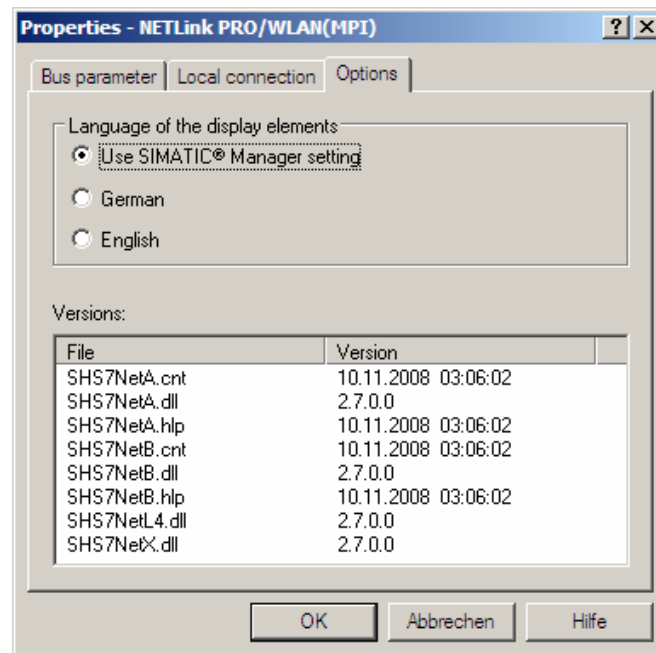 Properties - NETLink PRO/WLAN(MPI)
Bus parameter Local connection Options
Language of the display elements
Use SIMATIC® Manager setting
German
English
Versions:
File Version
SHS7NetA.cnt 10.11.2008 03:06:02
SHS7NetA.dll 2.7.0.0
SHS7NetA.hlp 10.11.2008 03:06:02
SHS7NetB.cnt 10.11.2008 03:06:02
SHS7NetB.dll 2.7.0.0
SHS7NetB.hlp 10.11.2008 03:06:02
SHS7NetL4.dll 2.7.0.0
SHS7NetX.dll 2.7.0.0
OK Abbrechen Hilfe